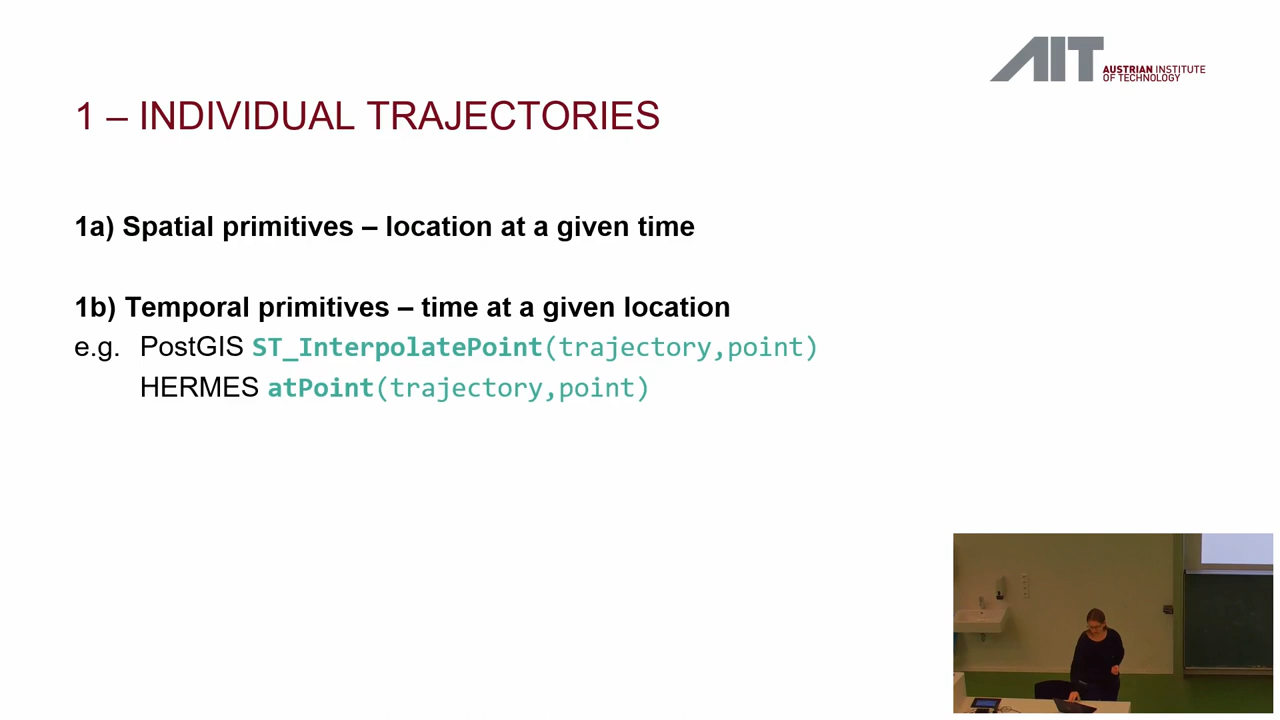 AIT
AUSTRIAN INSTITUTE
OF TECHNOLOGY
1 – INDIVIDUAL TRAJECTORIES
1a) Spatial primitives – location at a given time
1b) Temporal primitives – time at a given location
e.g. PostGIS ST_InterpolatePoint(trajectory,point)
HERMES atPoint(trajectory,point)